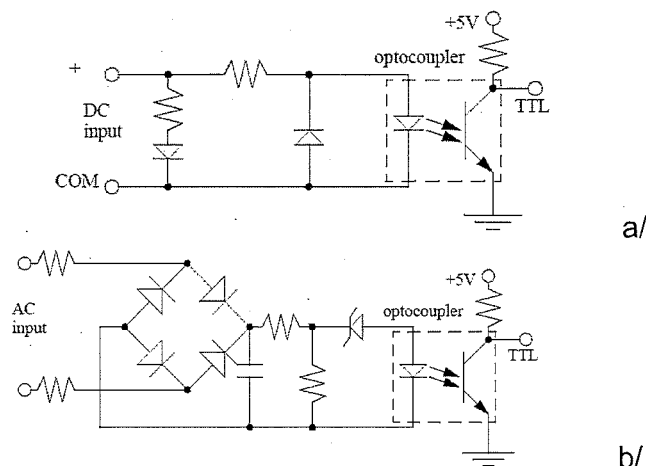 +5V
optocoupler
+
TTL
DC
input
COM
a/
+5V
optocoupler
AC
input
TTL
b/